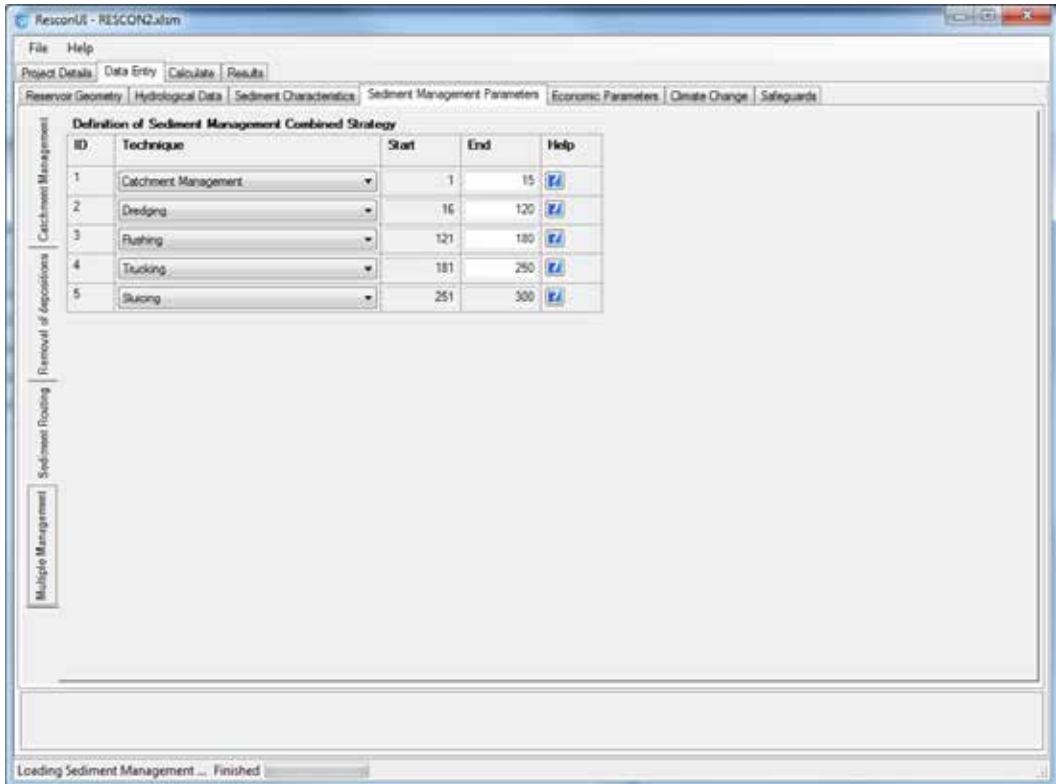 ResconUI - RESCON2.xlsm
File Help
Project Details Data Entry Calculate Results
Reservoir Geometry Hydrological Data Sediment Characteristics Sediment Management Parameters Economic Parameters Climate Change Safeguards
Catchment Management
Removal of depositions
Sediment Routing
Multiple Management
Definition of Sediment Management Combined Strategy
ID Technique Start End Help
1 Catchment Management 1 15
2 Dredging 16 120
3 Flushing 121 180
4 Trucking 181 250
5 Sluicing 251 300
Loading Sediment Management ... Finished